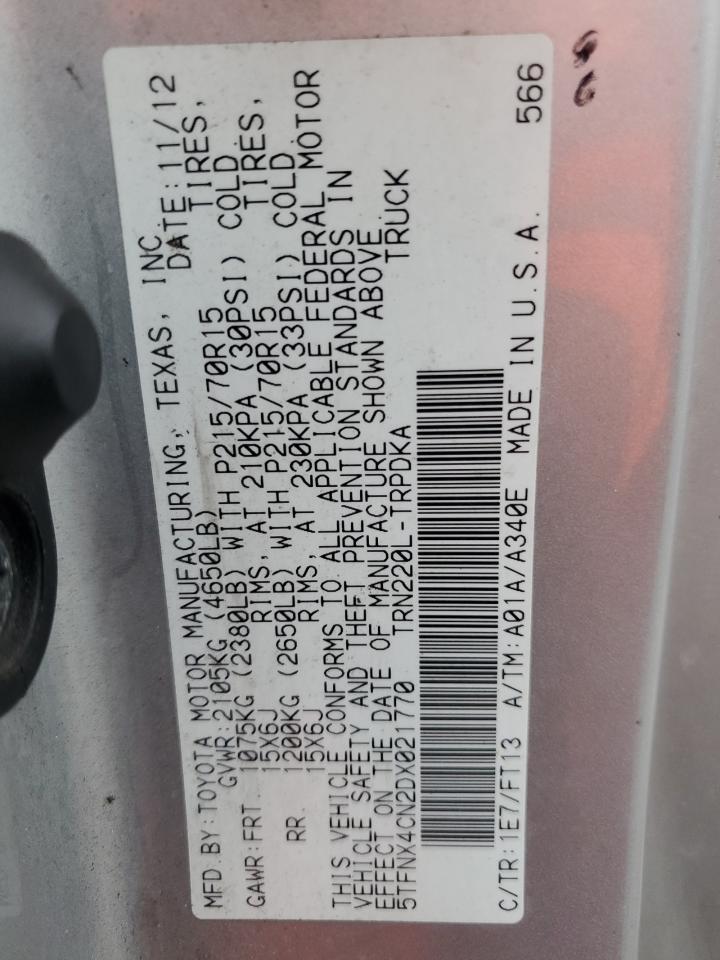 MFD.BY:TOYOTA MOTOR MANUFACTURING, TEXAS, INC.
GVWR:2105KG (4650LB) DATE:11/12
GAWR:FRT. 1075KG (2380LB) WITH P215/70R15 TIRES,
15X6J RIMS, AT 210KPA (30PSI) COLD
RR. 1200KG (2650LB) WITH P215/70R15 TIRES,
15X6J RIMS, AT 230KPA (33PSI) COLD
THIS VEHICLE CONFORMS TO ALL APPLICABLE FEDERAL MOTOR
VEHICLE SAFETY AND THEFT PREVENTION STANDARDS IN
EFFECT ON THE DATE OF MANUFACTURE SHOWN ABOVE.
5TFNX4CN2DX021770 TRN220L-TRPDKA TRUCK
C/TR:1E7/FT13 A/TM:A01A/A340E MADE IN U.S.A. 566